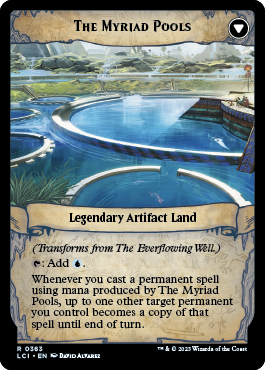 The Myriad Pools
Legendary Artifact Land
(Transforms from The Everflowing Well.)
: Add .
Whenever you cast a permanent spell
using mana produced by The Myriad
Pools, up to one other target permanent
you control becomes a copy of that
spell until end of turn.
R 0363
LCI • EN David Alvarez
™ & © 2023 Wizards of the Coast